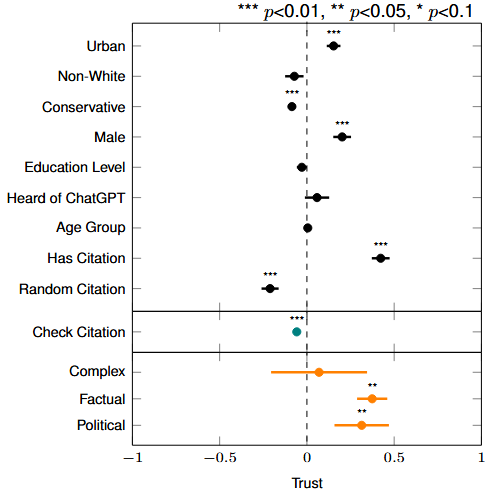 *** p<0.01, ** p<0.05, * p<0.1
Urban
***
Non-White
Conservative
***
Male
***
Education Level
Heard of ChatGPT
Age Group
Has Citation
***
Random Citation
***
Check Citation
***
Complex
Factual
**
Political
**
−1
−0.5
0
0.5
1
Trust